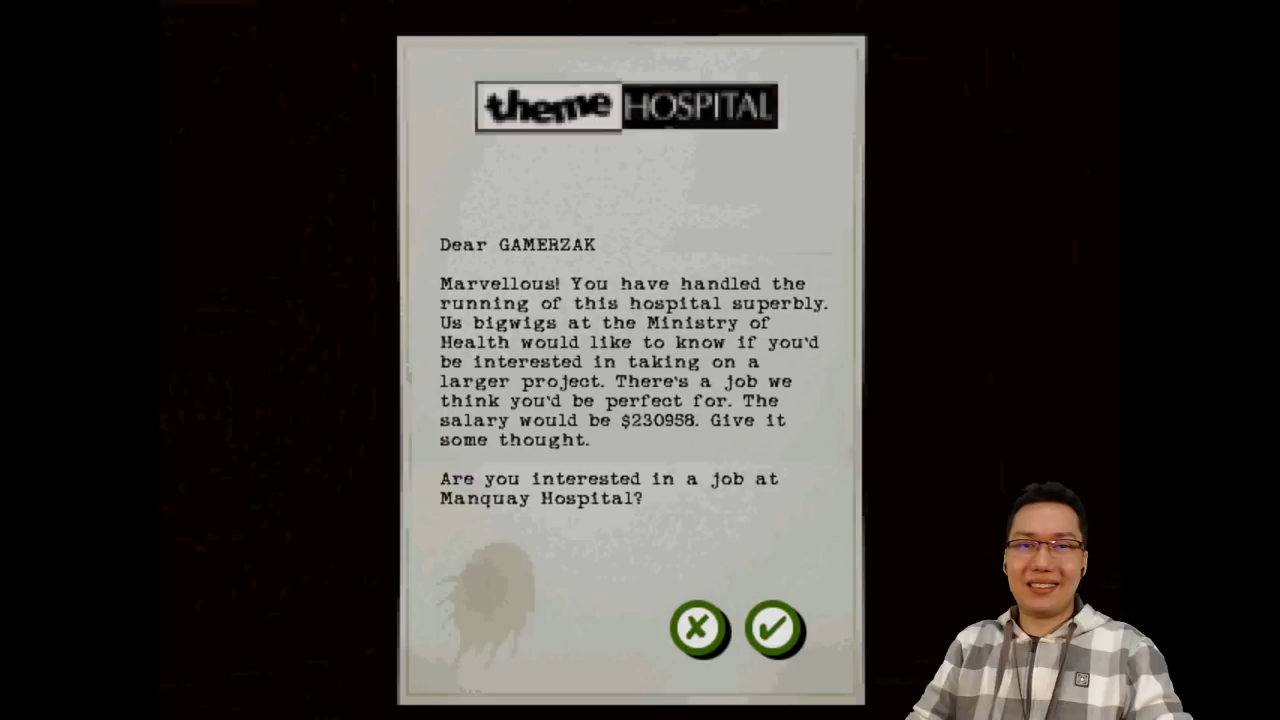 theme HOSPITAL
Dear GAMERZAK
Marvellous! You have handled the
running of this hospital superbly.
Us bigwigs at the Ministry of
Health would like to know if you'd
be interested in taking on a
larger project. There's a job we
think you'd be perfect for. The
salary would be $230958. Give it
some thought.
Are you interested in a job at
Manquay Hospital?